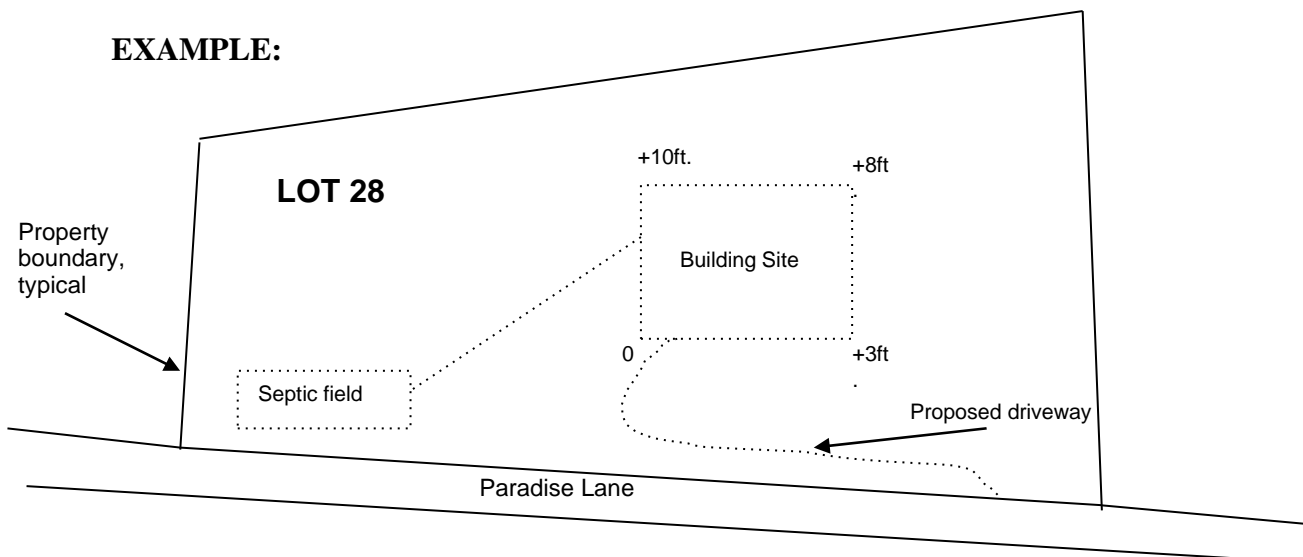 EXAMPLE:
+10ft.
+8ft
.
LOT 28
Property
boundary,
typical
Building Site
0
+3ft
.
Septic field
Proposed driveway
Paradise Lane